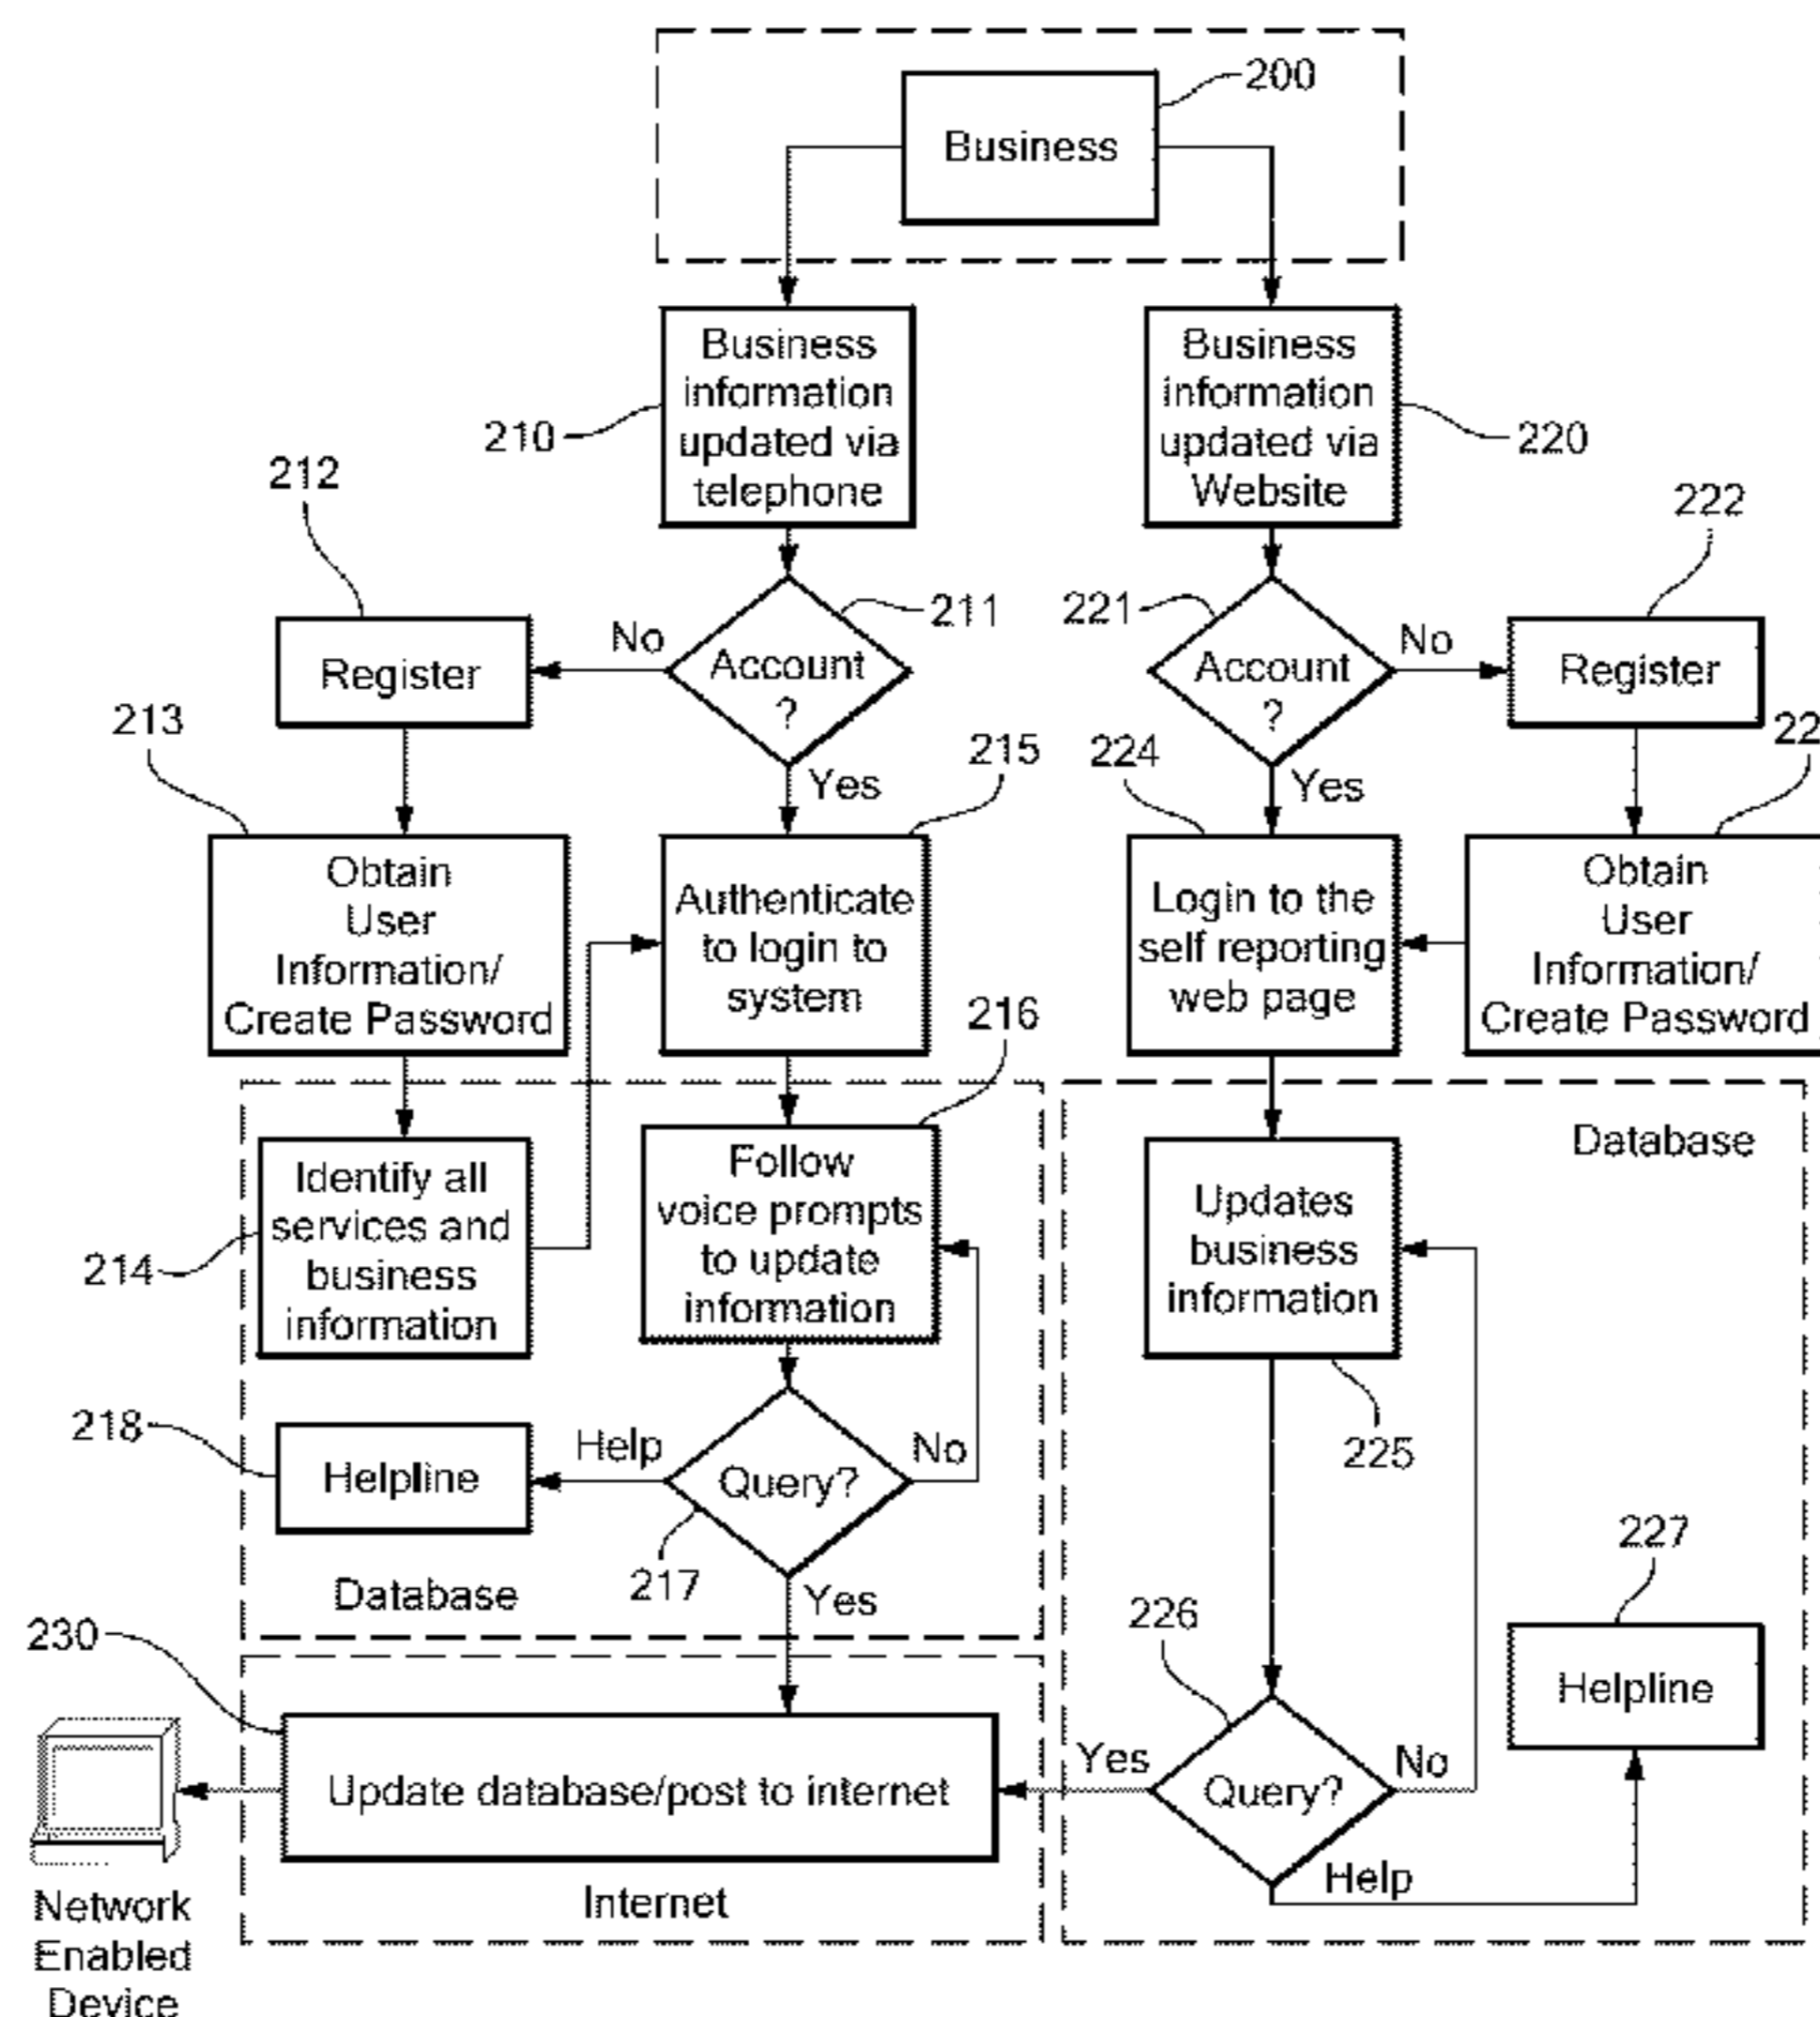 200
Business
Business
information
updated via
telephone
210
Business
information
updated via
Website
220
212
222
211
221
No
Account
?
Yes
Register
Account
?
No
Yes
Register
213
215
224
22
Obtain
User
Information/
Create Password
Authenticate
to login to
system
Login to the
self reporting
web page
Obtain
User
Information/
Create Password
216
Identify all
services and
business
information
214
Follow
voice prompts
to update
information
Updates
business
information
Database
225
218
Helpline
Help
Query?
No
217
Yes
Database
227
Helpline
226
230
Update database/post to internet
Yes
Query?
No
Help
Internet
Network
Enabled
Device